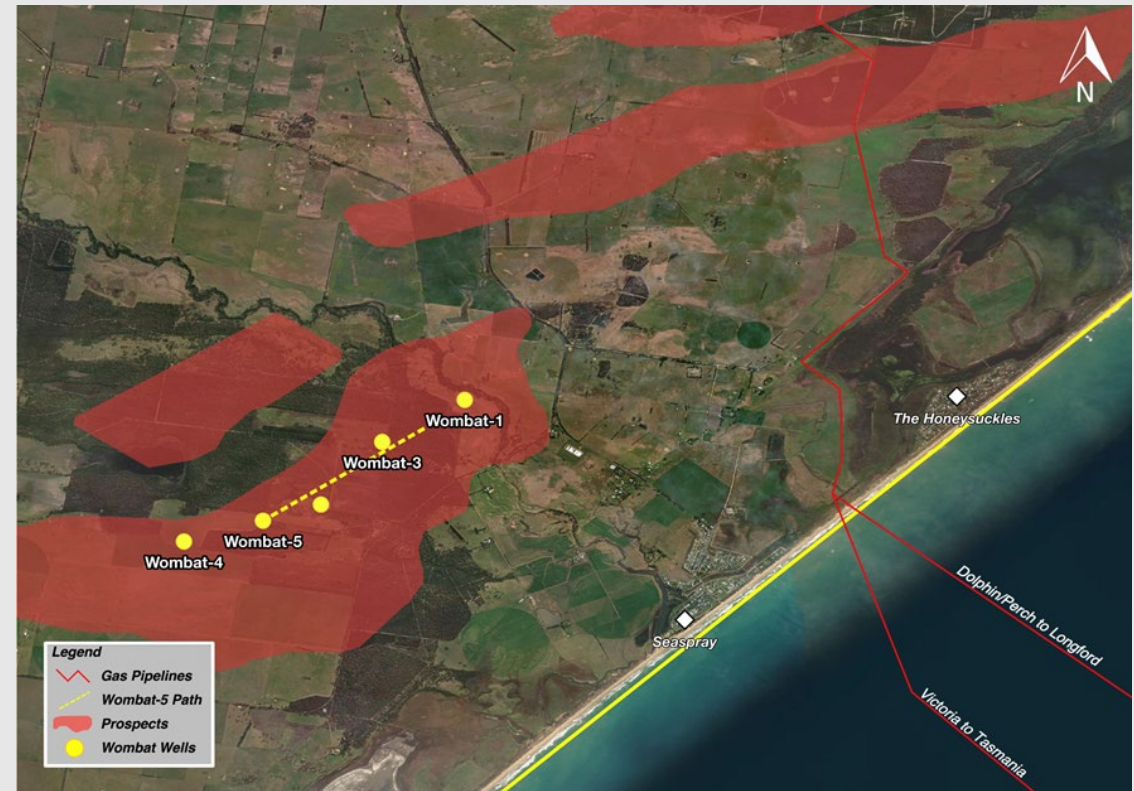 N
Wombat-1
The Honeysuckles
Wombat-3
Wombat-5
Wombat-4
Dolphin/Perch to Longford
Seaspray
Victoria to Tasmania
Legend
Gas Pipelines
Wombat-5 Path
Prospects
Wombat Wells